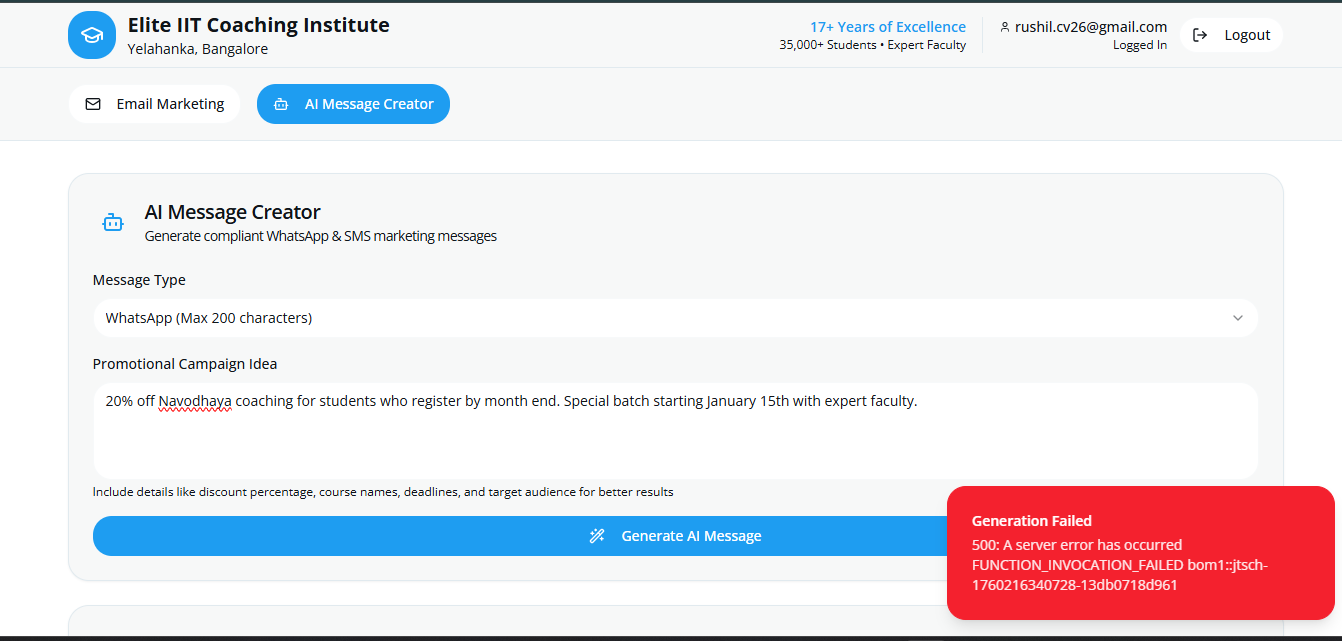 Elite IIT Coaching Institute
Yelahanka, Bangalore
17+ Years of Excellence
35,000+ Students • Expert Faculty
rushil.cv26@gmail.com
Logged In
Logout
Email Marketing
AI Message Creator
AI Message Creator
Generate compliant WhatsApp & SMS marketing messages
Message Type
WhatsApp (Max 200 characters)
Promotional Campaign Idea
20% off Navodhaya coaching for students who register by month end. Special batch starting January 15th with expert faculty.
Include details like discount percentage, course names, deadlines, and target audience for better results
Generate AI Message
Generation Failed
500: A server error has occurred
FUNCTION_INVOCATION_FAILED bom1::jtsch-
1760216340728-13db0718d961